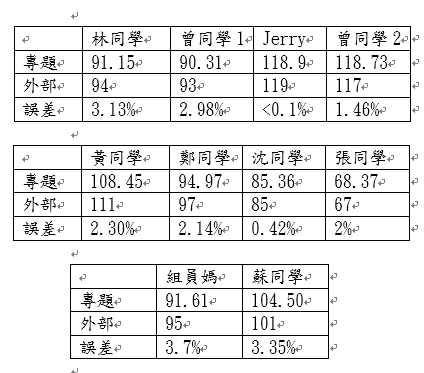 林同學 曾同學 1 Jerry 曾同學 2
專題 91.15 90.31 118.9 118.73
外部 94 93 119 117
誤差 3.13% 2.98% <0.1% 1.46%
黃同學 鄭同學 沈同學 張同學
專題 108.45 94.97 85.36 68.37
外部 111 97 85 67
誤差 2.30% 2.14% 0.42% 2%
組員媽 蘇同學
專題 91.61 104.50
外部 95 101
誤差 3.7% 3.35%